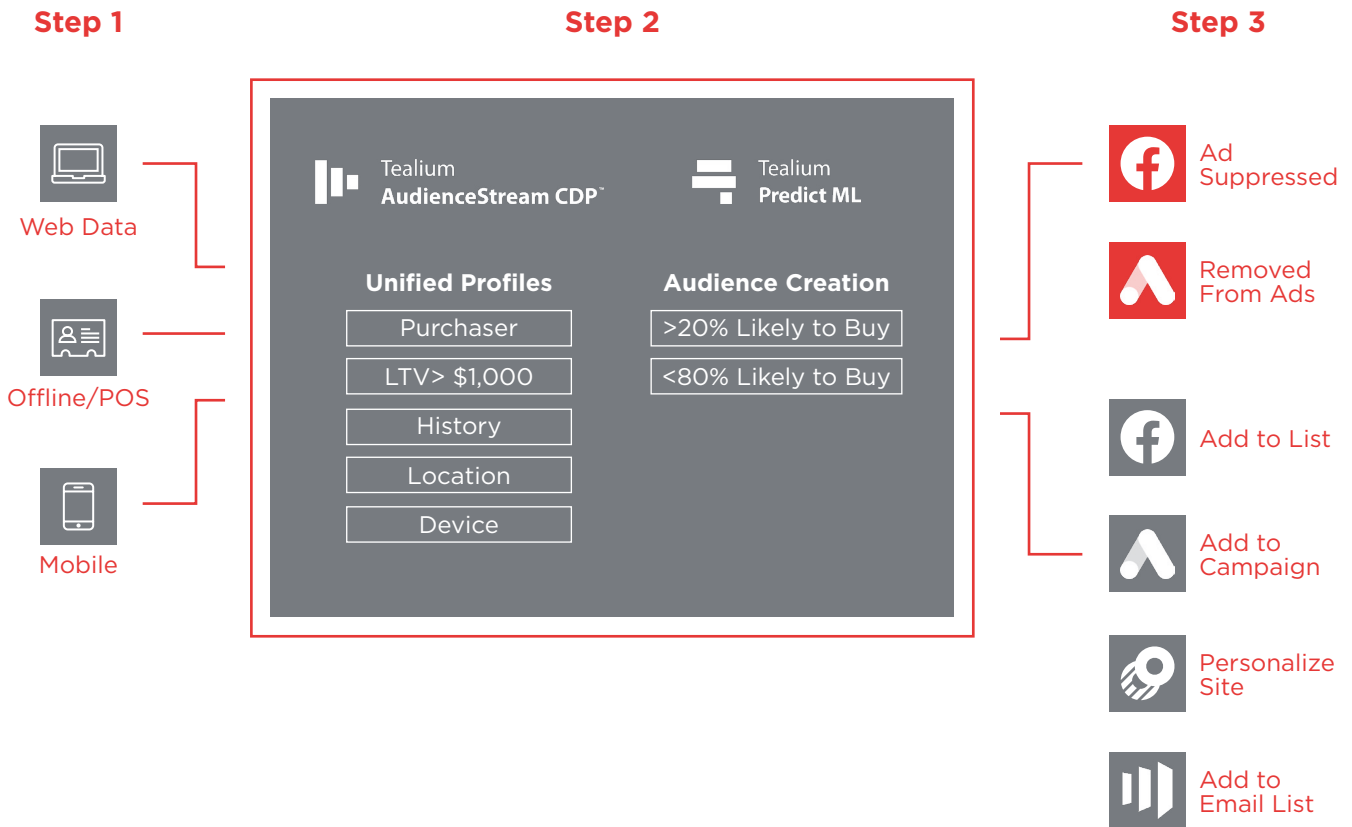 Step 1
Step 2
Step 3
Web Data
Offline/POS
Mobile
Tealium
AudienceStream CDP™
Tealium
Predict ML
Unified Profiles
Purchaser
LTV> $1,000
History
Location
Device
Audience Creation
>20% Likely to Buy
<80% Likely to Buy
Ad
Suppressed
Removed
From Ads
Add to List
Add to
Campaign
Personalize
Site
Add to
Email List